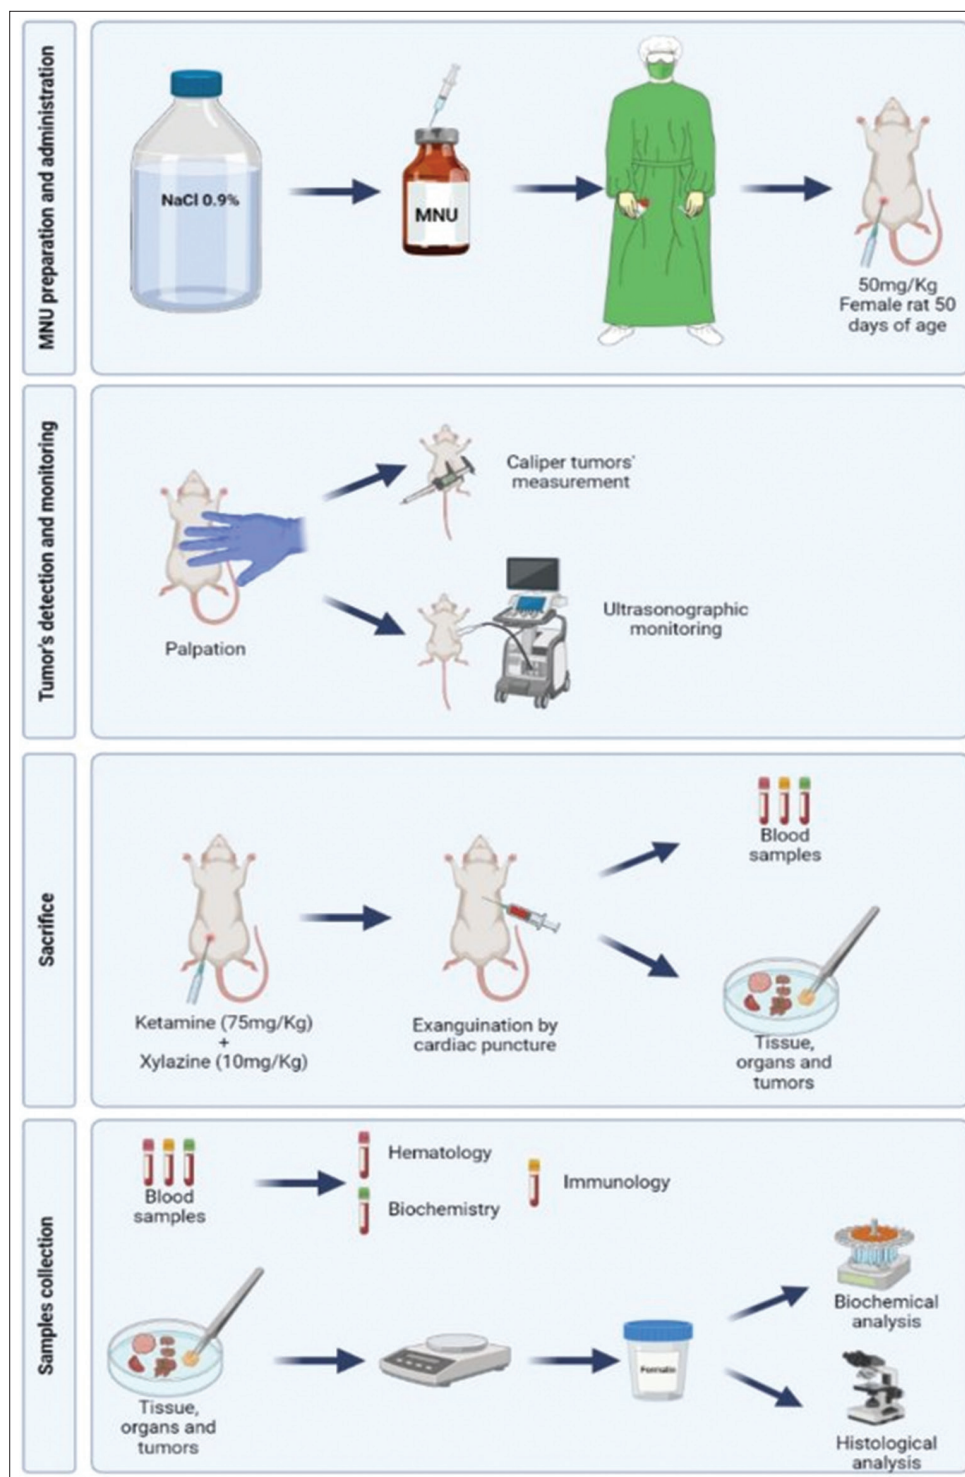 MNU preparation and administration
NaCl 0.9%
MNU
50mg/Kg
Female rat 50
days of age
Tumor's detection and monitoring
Palpation
Caliper tumors'
measurement
Ultrasonographic
monitoring
Sacrifice
Ketamine (75mg/Kg)
+
Xylazine (10mg/Kg)
Exanguination by
cardiac puncture
Blood
samples
Tissue,
organs and
tumors
Samples collection
Blood
samples
Hematology
Biochemistry
Immunology
Tissue,
organs and
tumors
Formalin
Biochemical
analysis
Histological
analysis